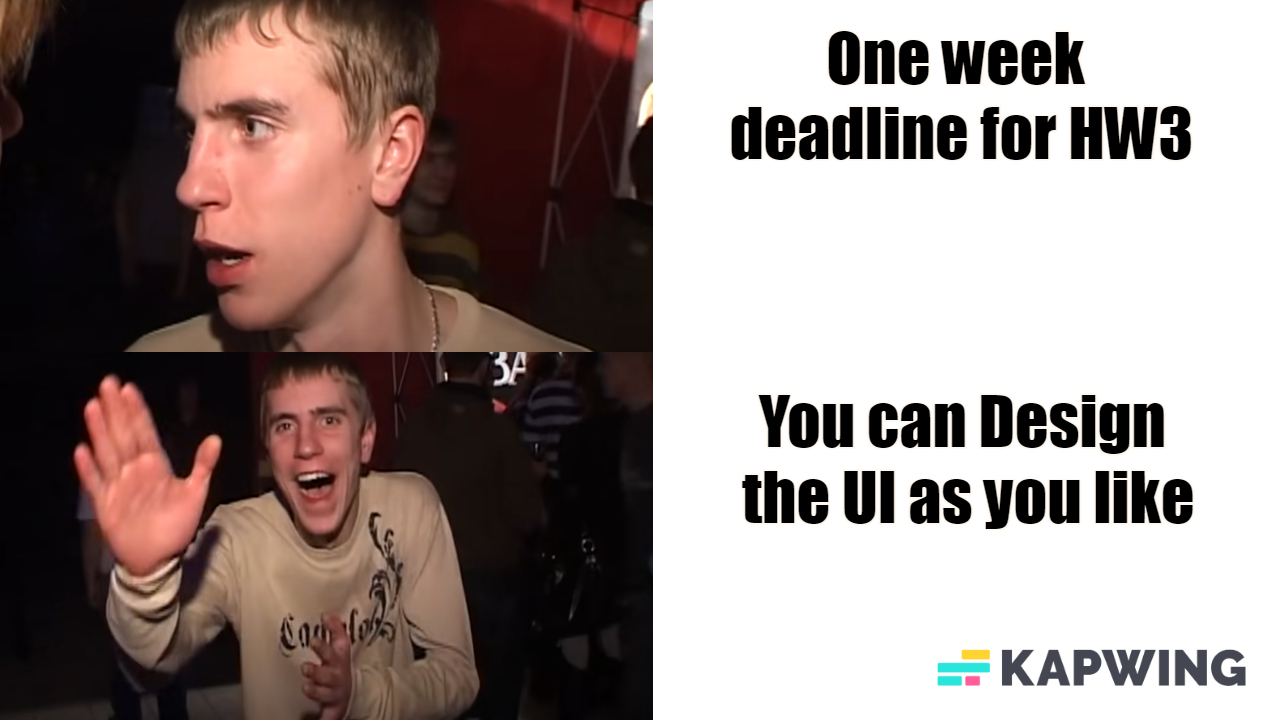 One week
deadline for HW3
You can Design
the UI as you like
KAPWING